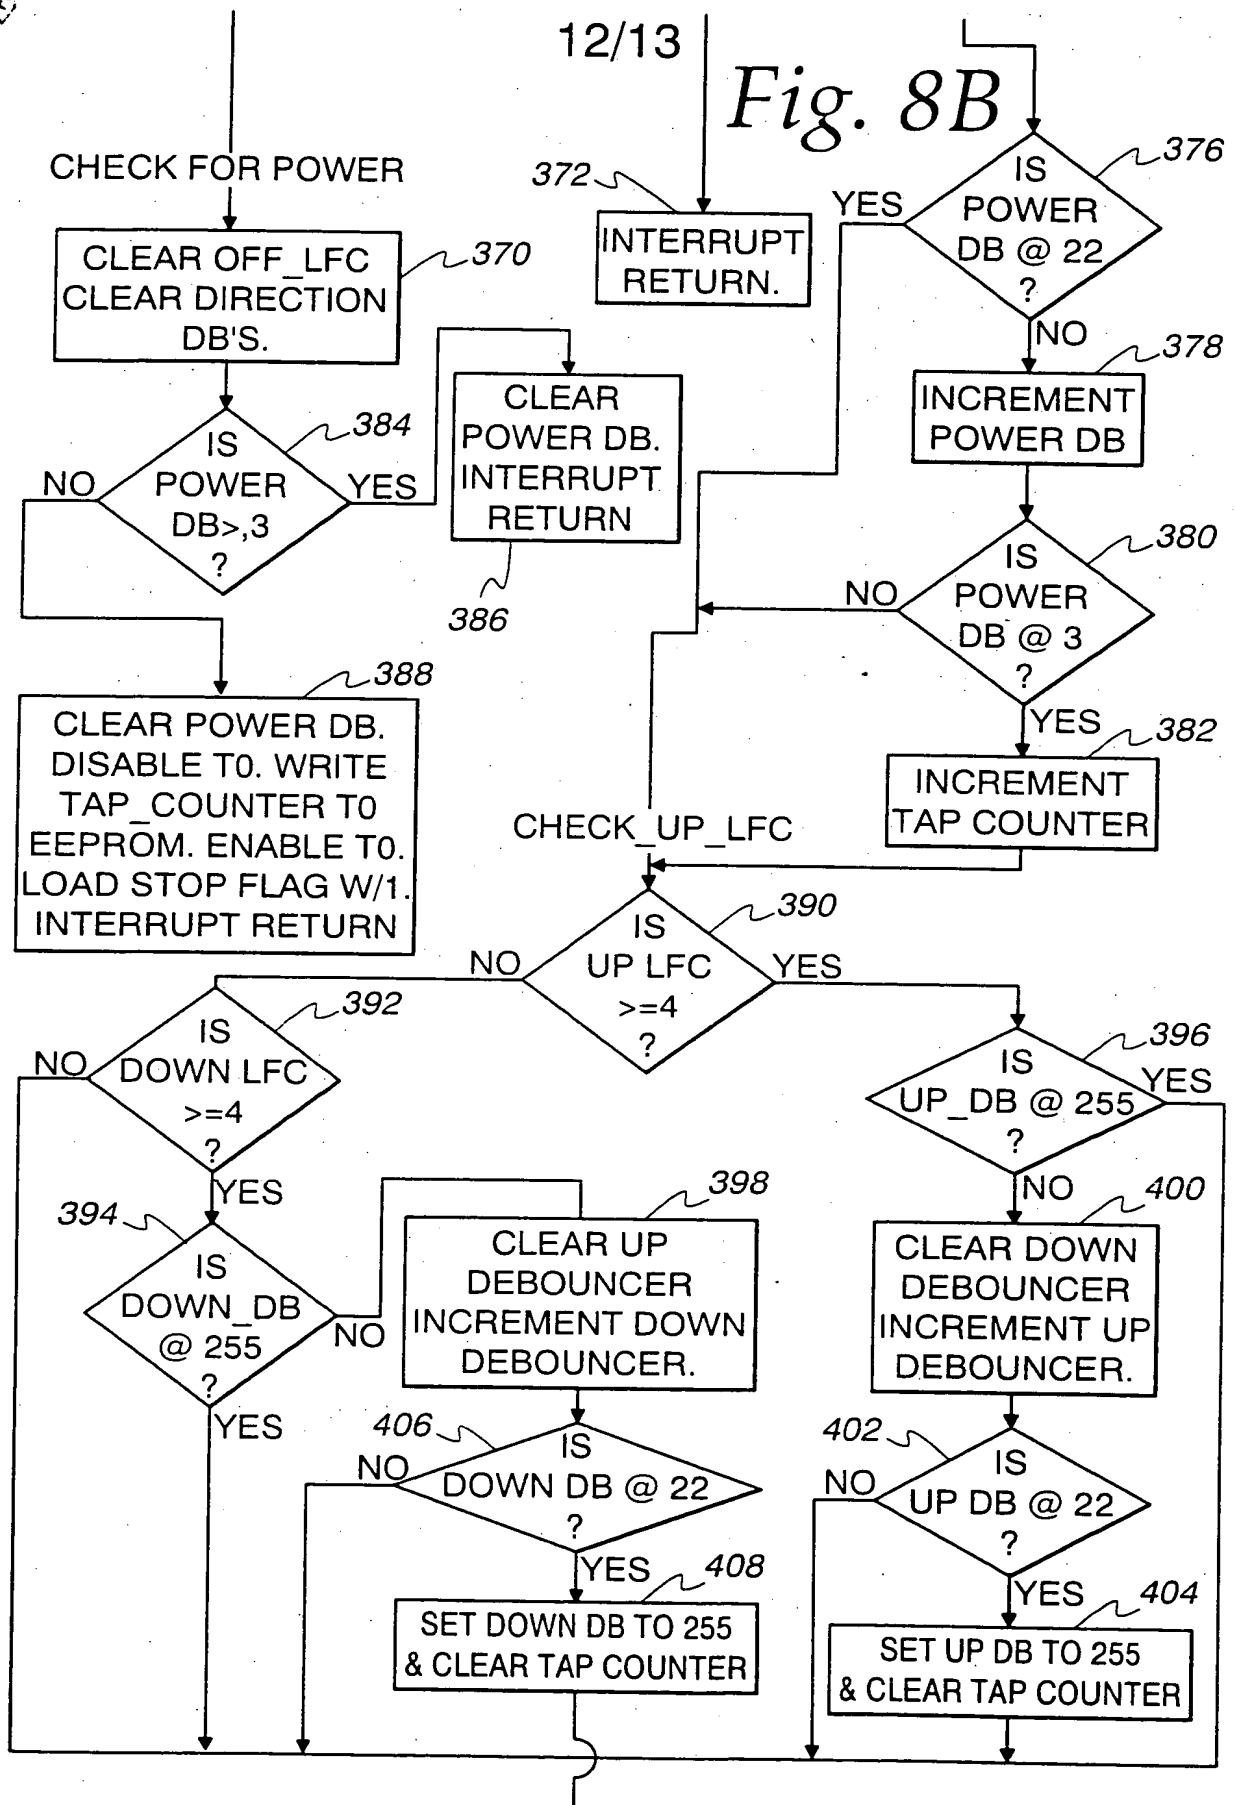 12/13
Fig. 8B
CHECK FOR POWER
CLEAR OFF_LFC
CLEAR DIRECTION
DB'S.
370
372
INTERRUPT
RETURN.
376
IS
POWER
DB @ 22
?
YES
NO
378
INCREMENT
POWER DB
384
IS
POWER
DB>,3
?
NO
YES
CLEAR
POWER DB.
INTERRUPT
RETURN
386
380
IS
POWER
DB @ 3
?
NO
YES
382
INCREMENT
TAP COUNTER
388
CLEAR POWER DB.
DISABLE T0. WRITE
TAP_COUNTER T0
EEPROM. ENABLE T0.
LOAD STOP FLAG W/1.
INTERRUPT RETURN
CHECK_UP_LFC
390
IS
UP LFC
>=4
?
NO
YES
392
IS
DOWN LFC
>=4
?
NO
YES
396
IS
UP_DB @ 255
?
YES
NO
394
IS
DOWN_DB
@ 255
?
NO
YES
398
CLEAR UP
DEBOUNCER
INCREMENT DOWN
DEBOUNCER.
400
CLEAR DOWN
DEBOUNCER
INCREMENT UP
DEBOUNCER.
406
IS
DOWN DB @ 22
?
NO
YES
402
IS
UP DB @ 22
?
NO
YES
408
SET DOWN DB TO 255
& CLEAR TAP COUNTER
404
SET UP DB TO 255
& CLEAR TAP COUNTER